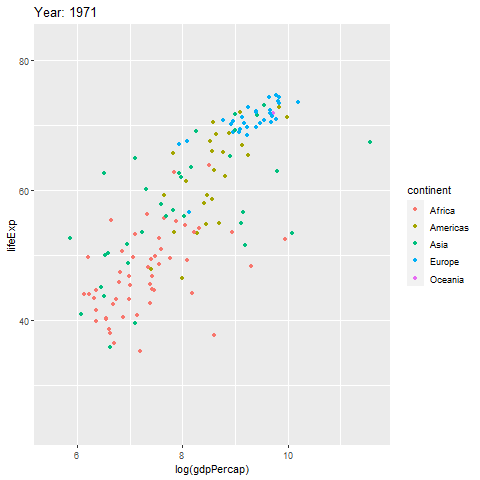 Year: 1971
lifeExp
80
60
40
6
8
10
log(gdpPercap)
continent
Africa
Americas
Asia
Europe
Oceania